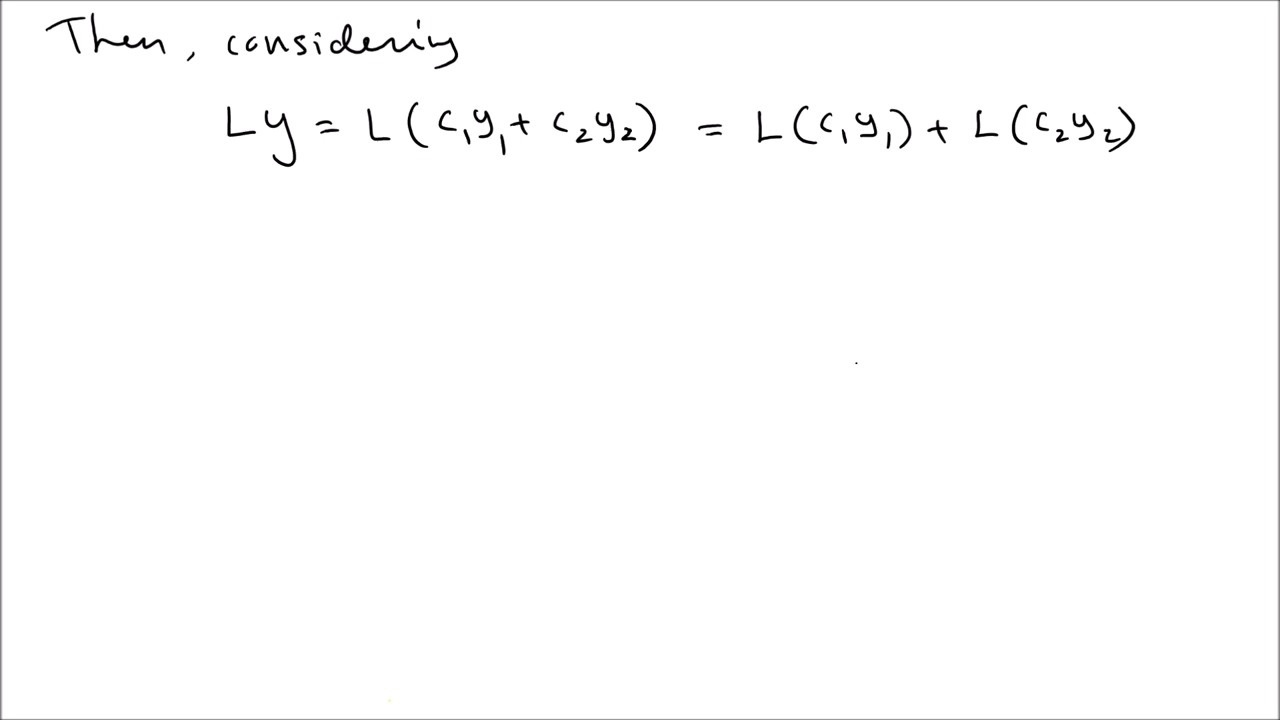 Then, considering
Ly = L(c₁y₁ + c₂y₂) = L(c₁y₁) + L(c₂y₂)